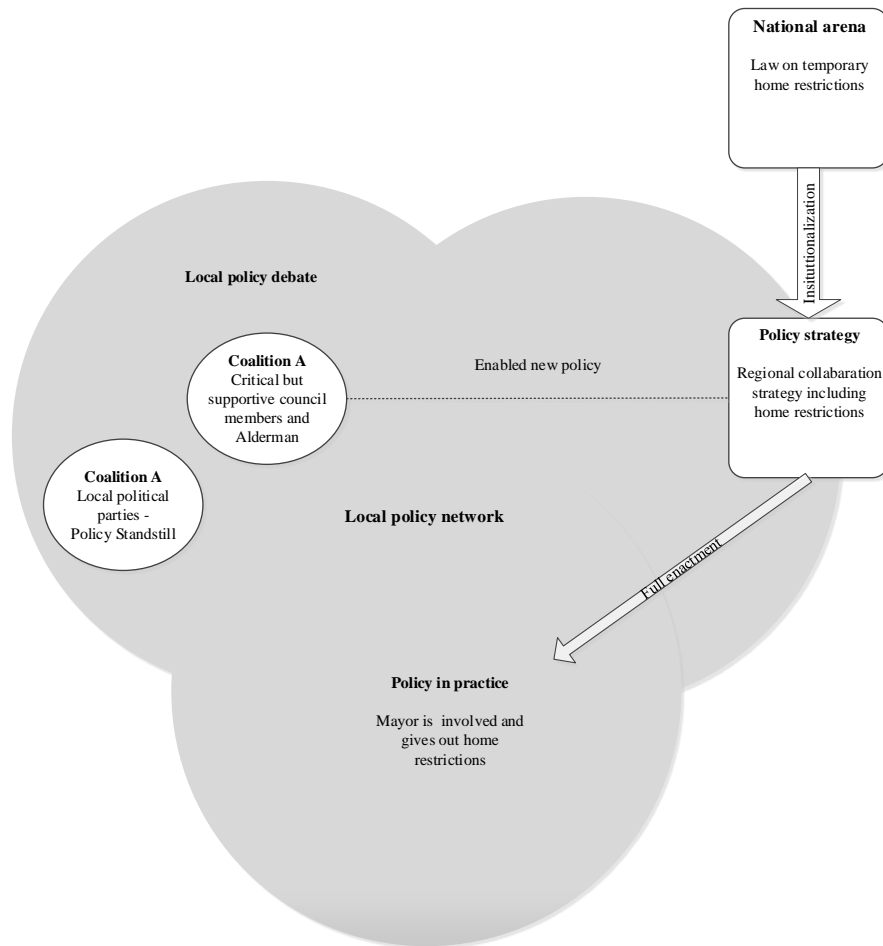 National arena
Law on temporary
home restrictions
Insitutionalization
Local policy debate
Policy strategy
Regional collabaration
strategy including
home restrictions
Enabled new policy
Coalition A
Critical but
supportive council
members and
Alderman
Coalition A
Local political
parties -
Policy Standstill
Local policy network
Full enactment
Policy in practice
Mayor is involved and
gives out home
restrictions